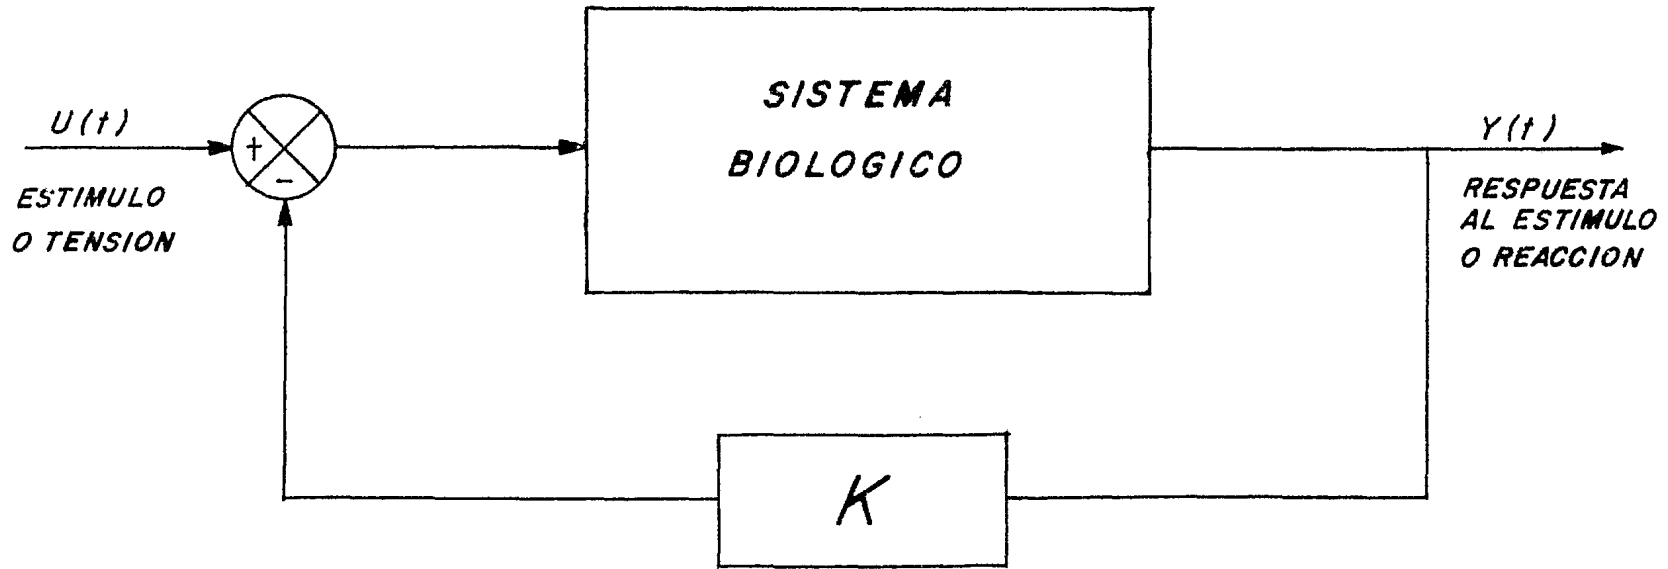 U(t)
ESTIMULO
O TENSION
+
-
SISTEMA
BIOLOGICO
Y(t)
RESPUESTA
AL ESTIMULO
O REACCION
K